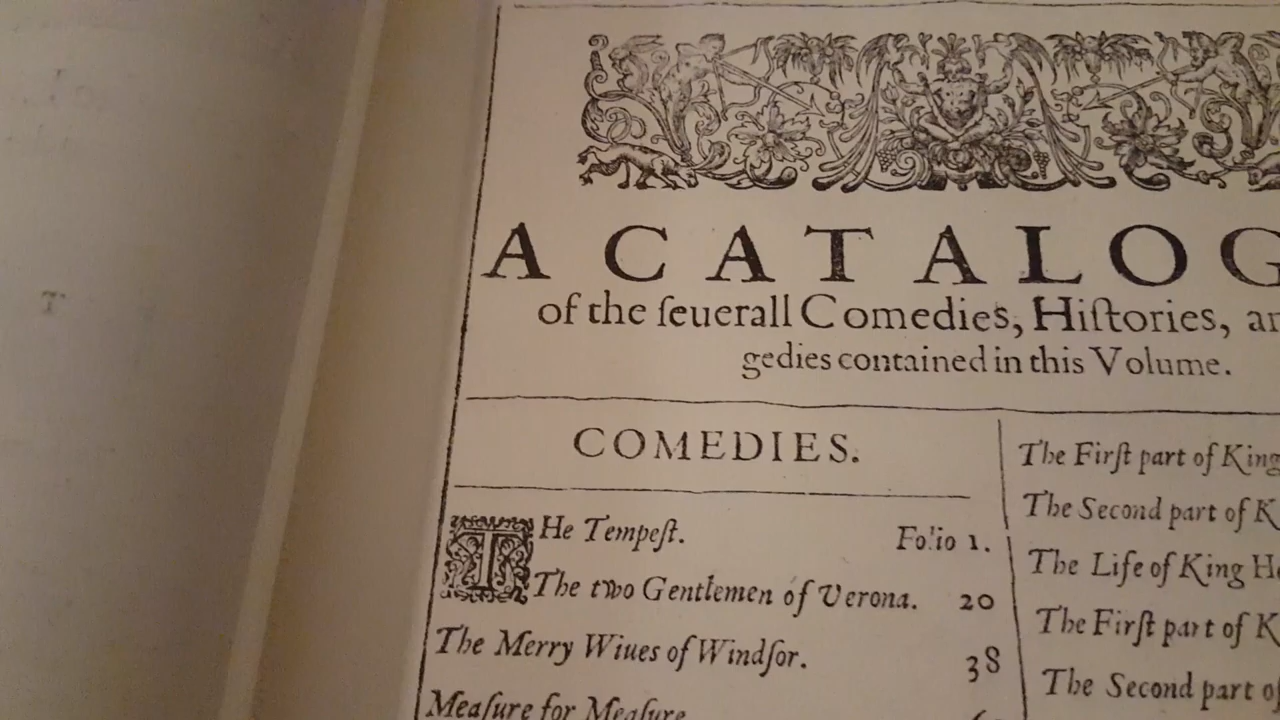 A CATALOG
of the ſeuerall Comedies, Hiſtories, an
gedies contained in this Volume.
COMEDIES.
THe Tempeſt. Folio 1.
The two Gentlemen of Verona. 20
The Merry Wiues of Windſor. 38
Meaſure for Meaſure
The Firſt part of King
The Second part of K
The Life of King He
The Firſt part of K
The Second part of